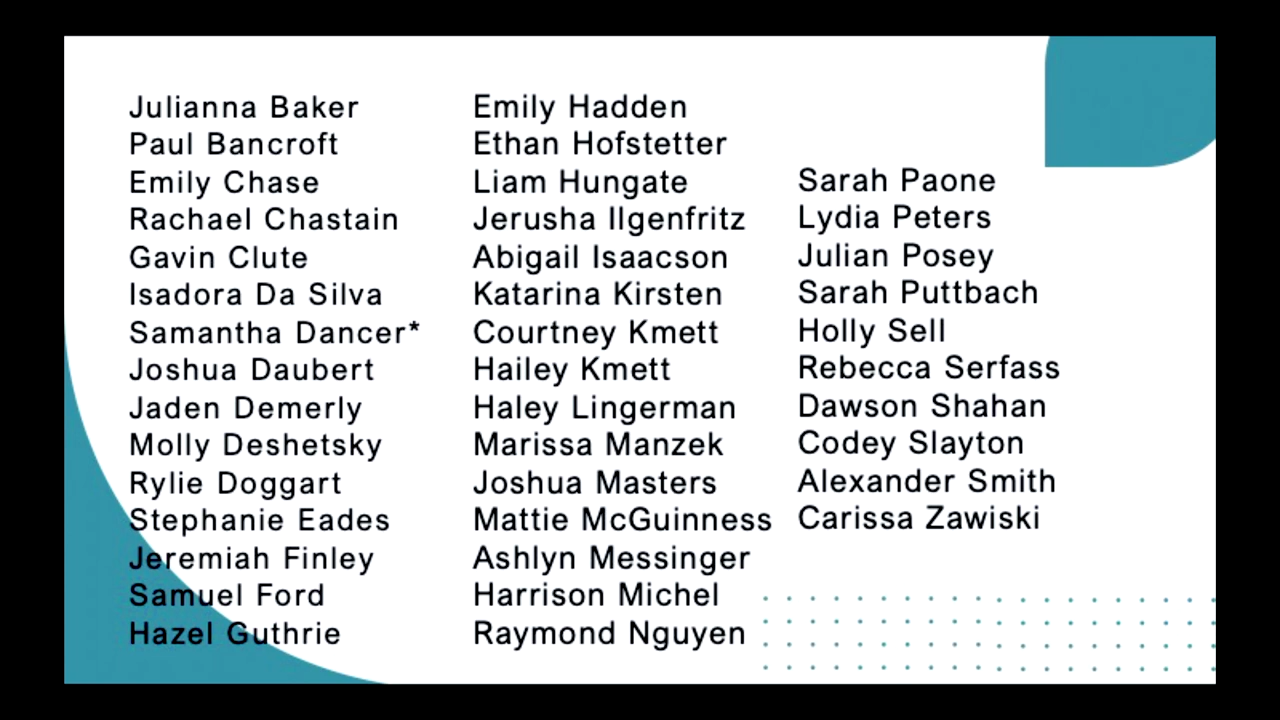 Julianna Baker
Paul Bancroft
Emily Chase
Rachael Chastain
Gavin Clute
Isadora Da Silva
Samantha Dancer*
Joshua Daubert
Jaden Demerly
Molly Deshetsky
Rylie Doggart
Stephanie Eades
Jeremiah Finley
Samuel Ford
Hazel Guthrie
Emily Hadden
Ethan Hofstetter
Liam Hungate
Jerusha Ilgenfritz
Abigail Isaacson
Katarina Kirsten
Courtney Kmett
Hailey Kmett
Haley Lingerman
Marissa Manzek
Joshua Masters
Mattie McGuinness
Ashlyn Messinger
Harrison Michel
Raymond Nguyen
Sarah Paone
Lydia Peters
Julian Posey
Sarah Puttbach
Holly Sell
Rebecca Serfass
Dawson Shahan
Codey Slayton
Alexander Smith
Carissa Zawiski